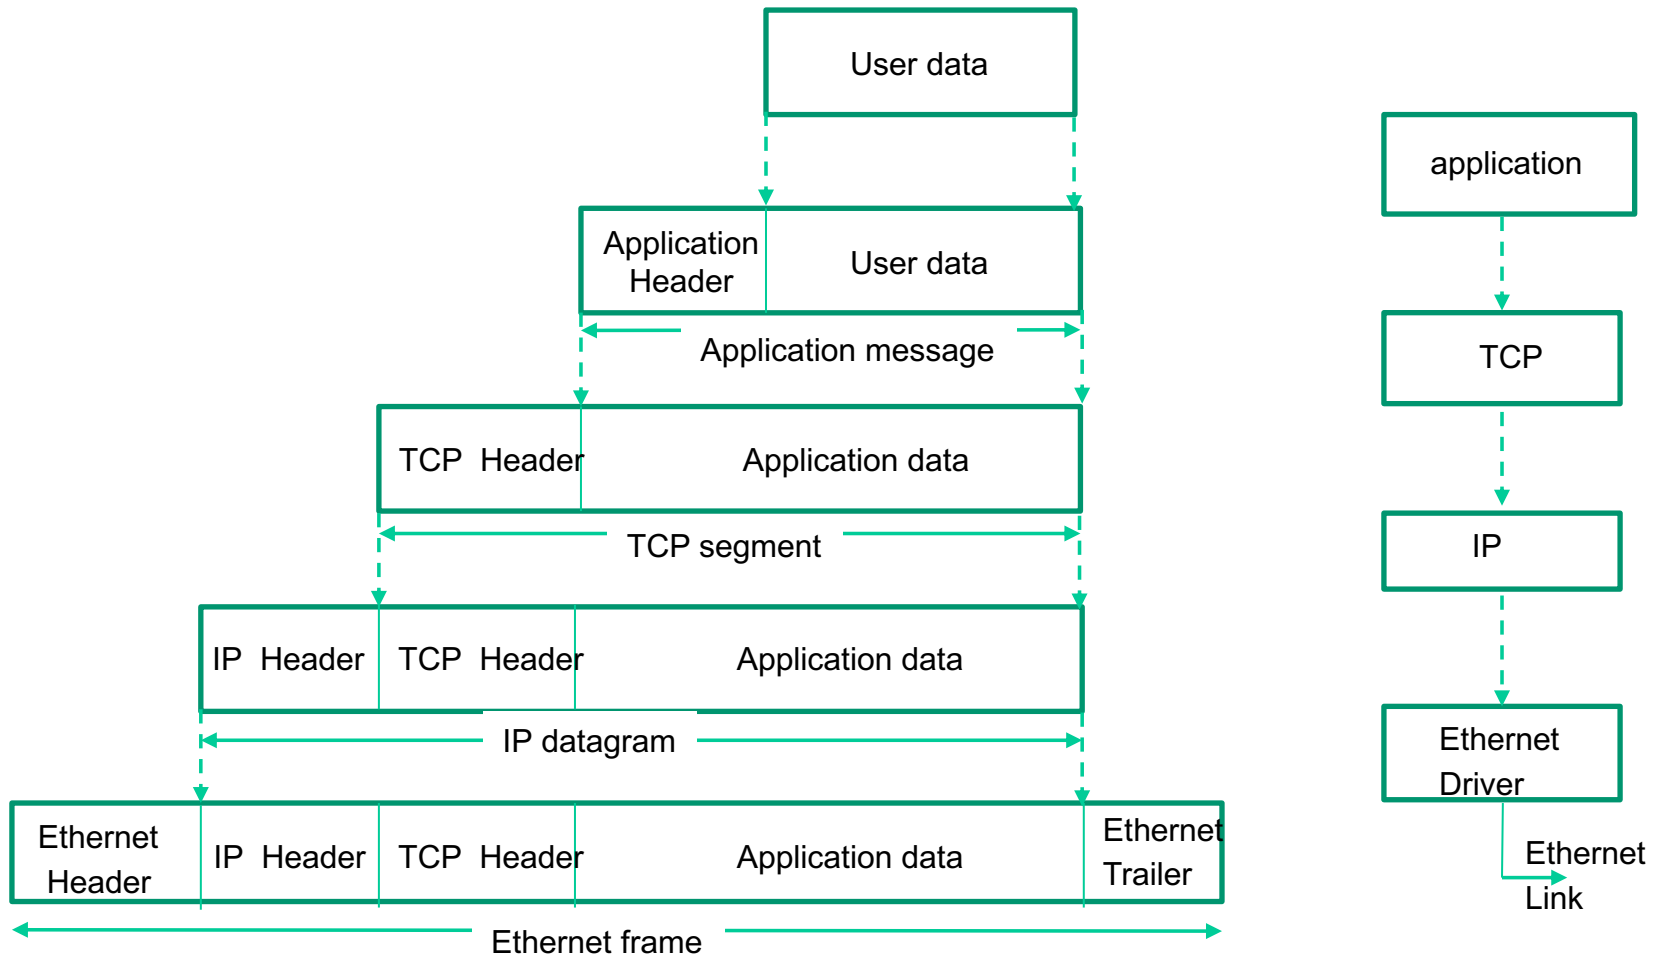 User data
application
Application
Header
User data
Application message
TCP
TCP Header
Application data
TCP segment
IP
IP Header
TCP Header
Application data
IP datagram
Ethernet
Driver
Ethernet
Header
IP Header
TCP Header
Application data
Ethernet
Trailer
Ethernet
Link
Ethernet frame